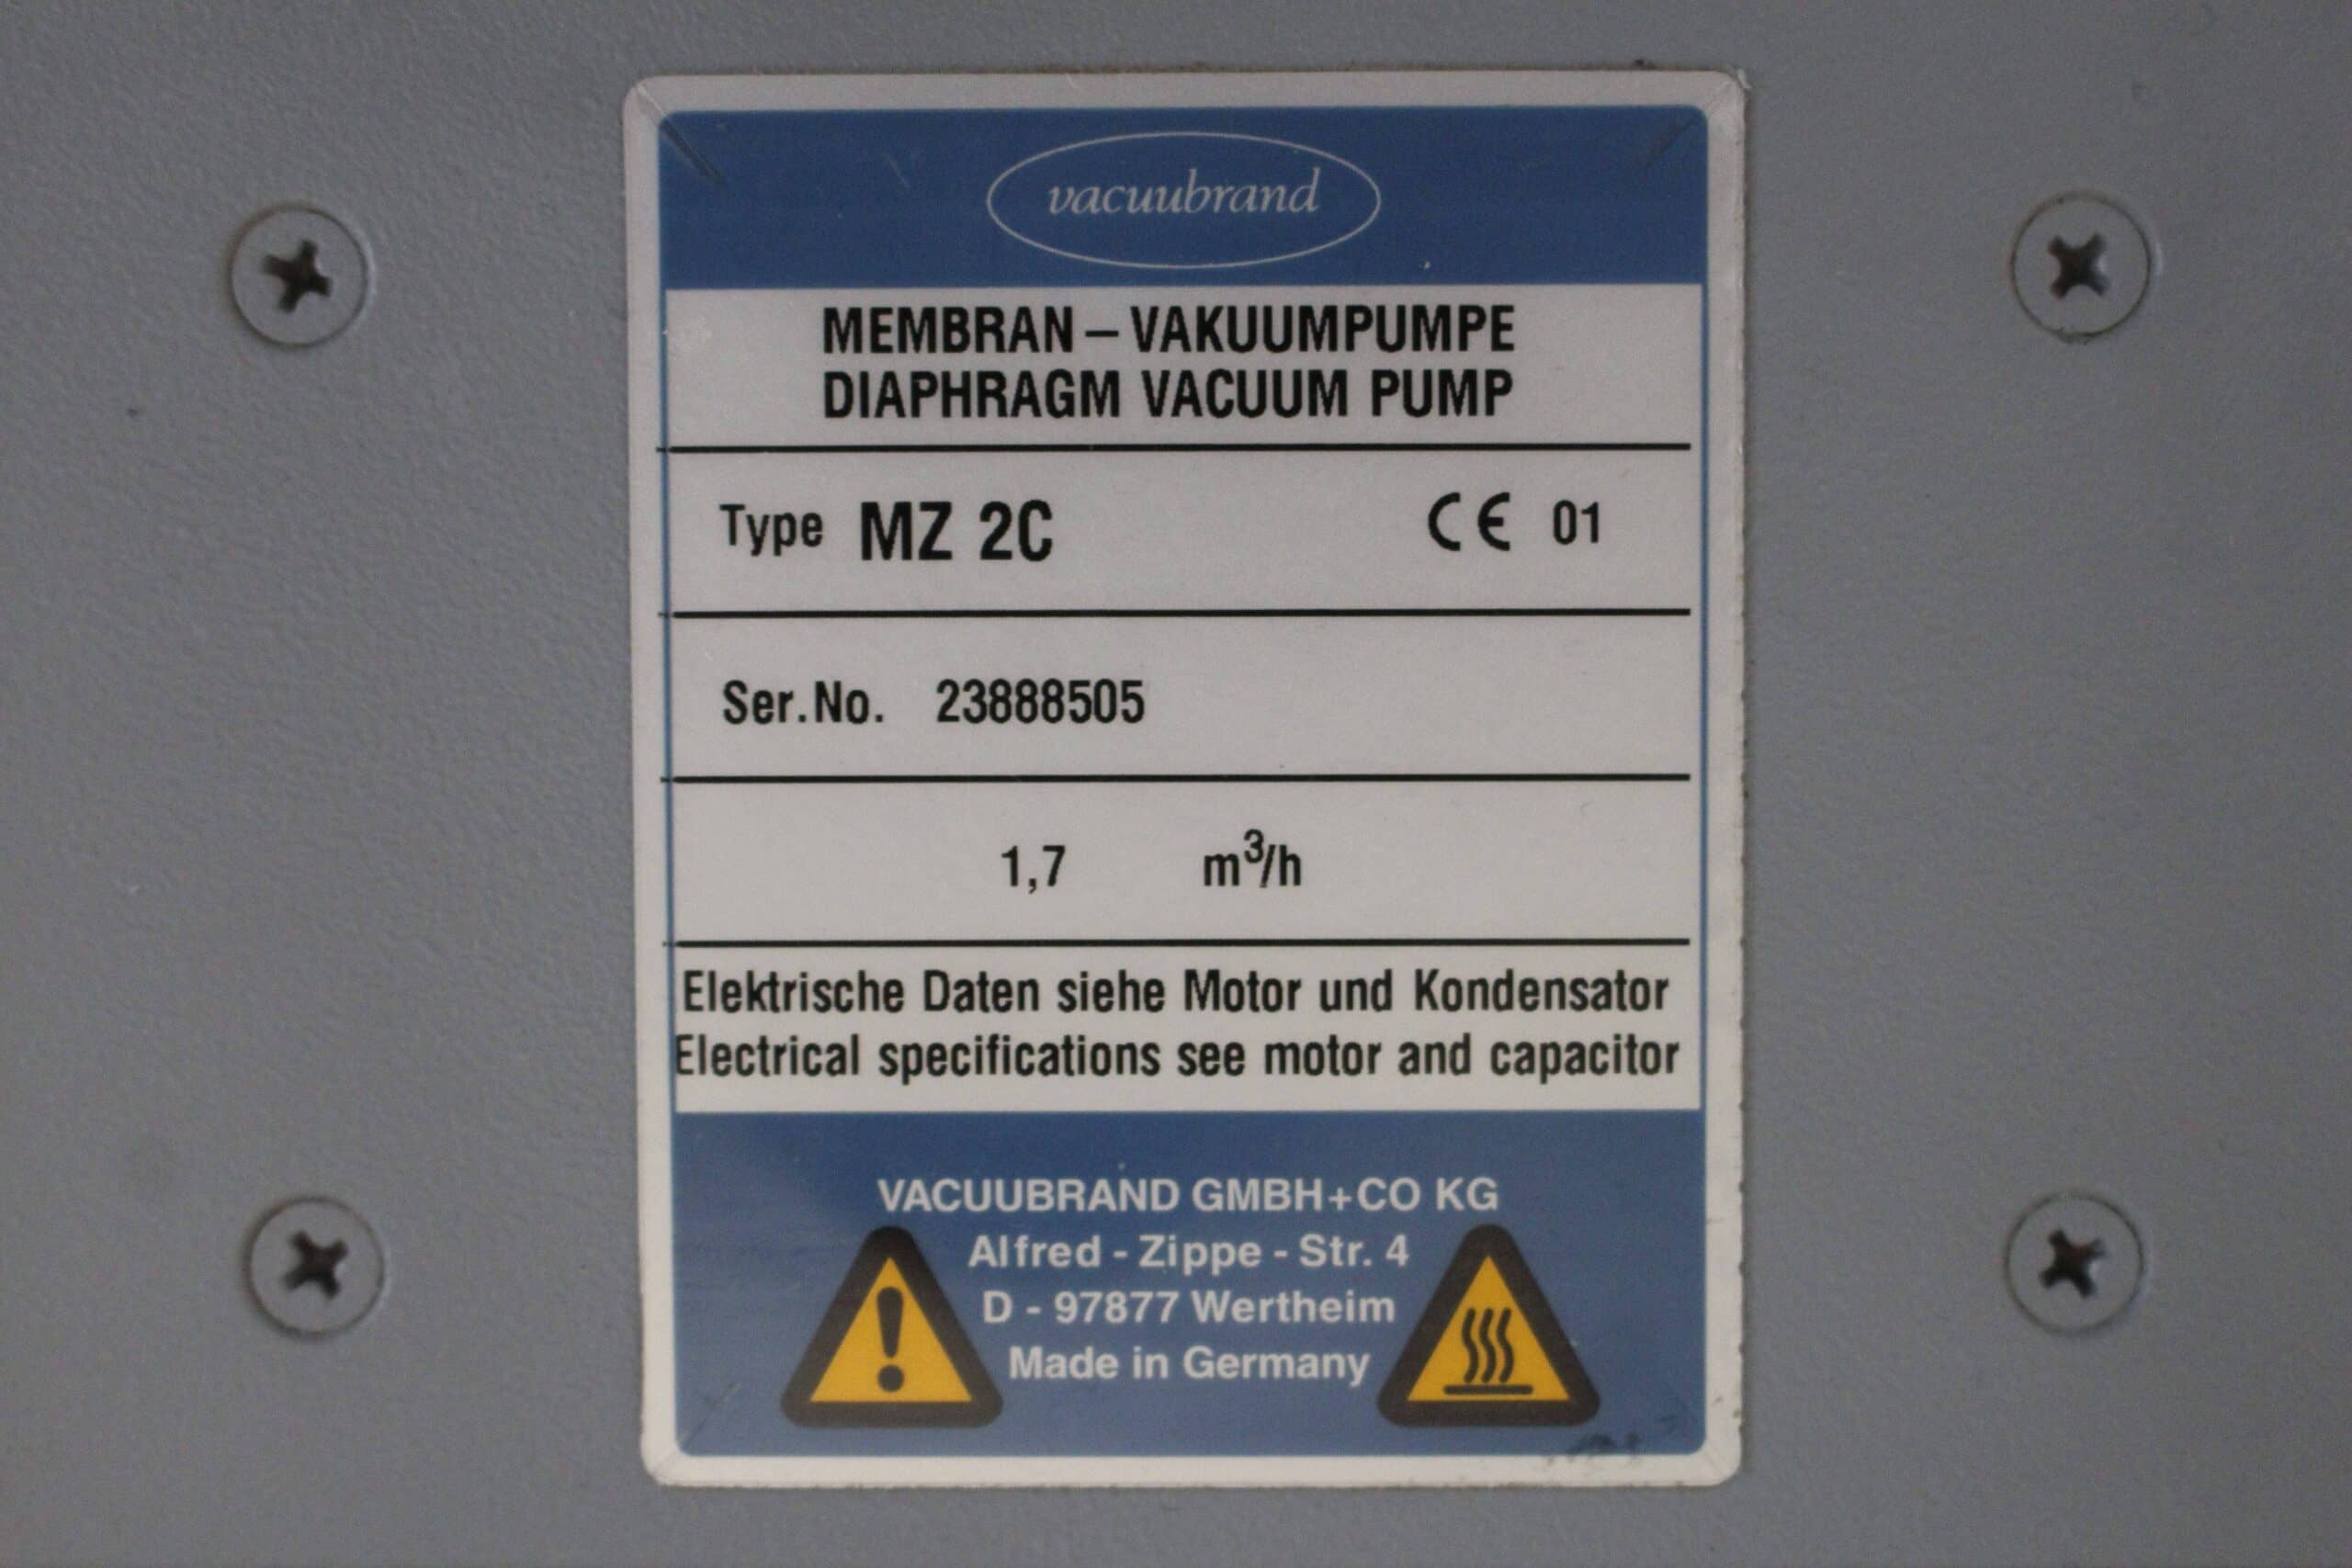 vacuubrand
MEMBRAN – VAKUUMPUMPE
DIAPHRAGM VACUUM PUMP
Type MZ 2C CE 01
Ser.No. 23888505
1,7 m³/h
Elektrische Daten siehe Motor und Kondensator
Electrical specifications see motor and capacitor
VACUUBRAND GMBH+CO KG
Alfred - Zippe - Str. 4
D - 97877 Wertheim
Made in Germany